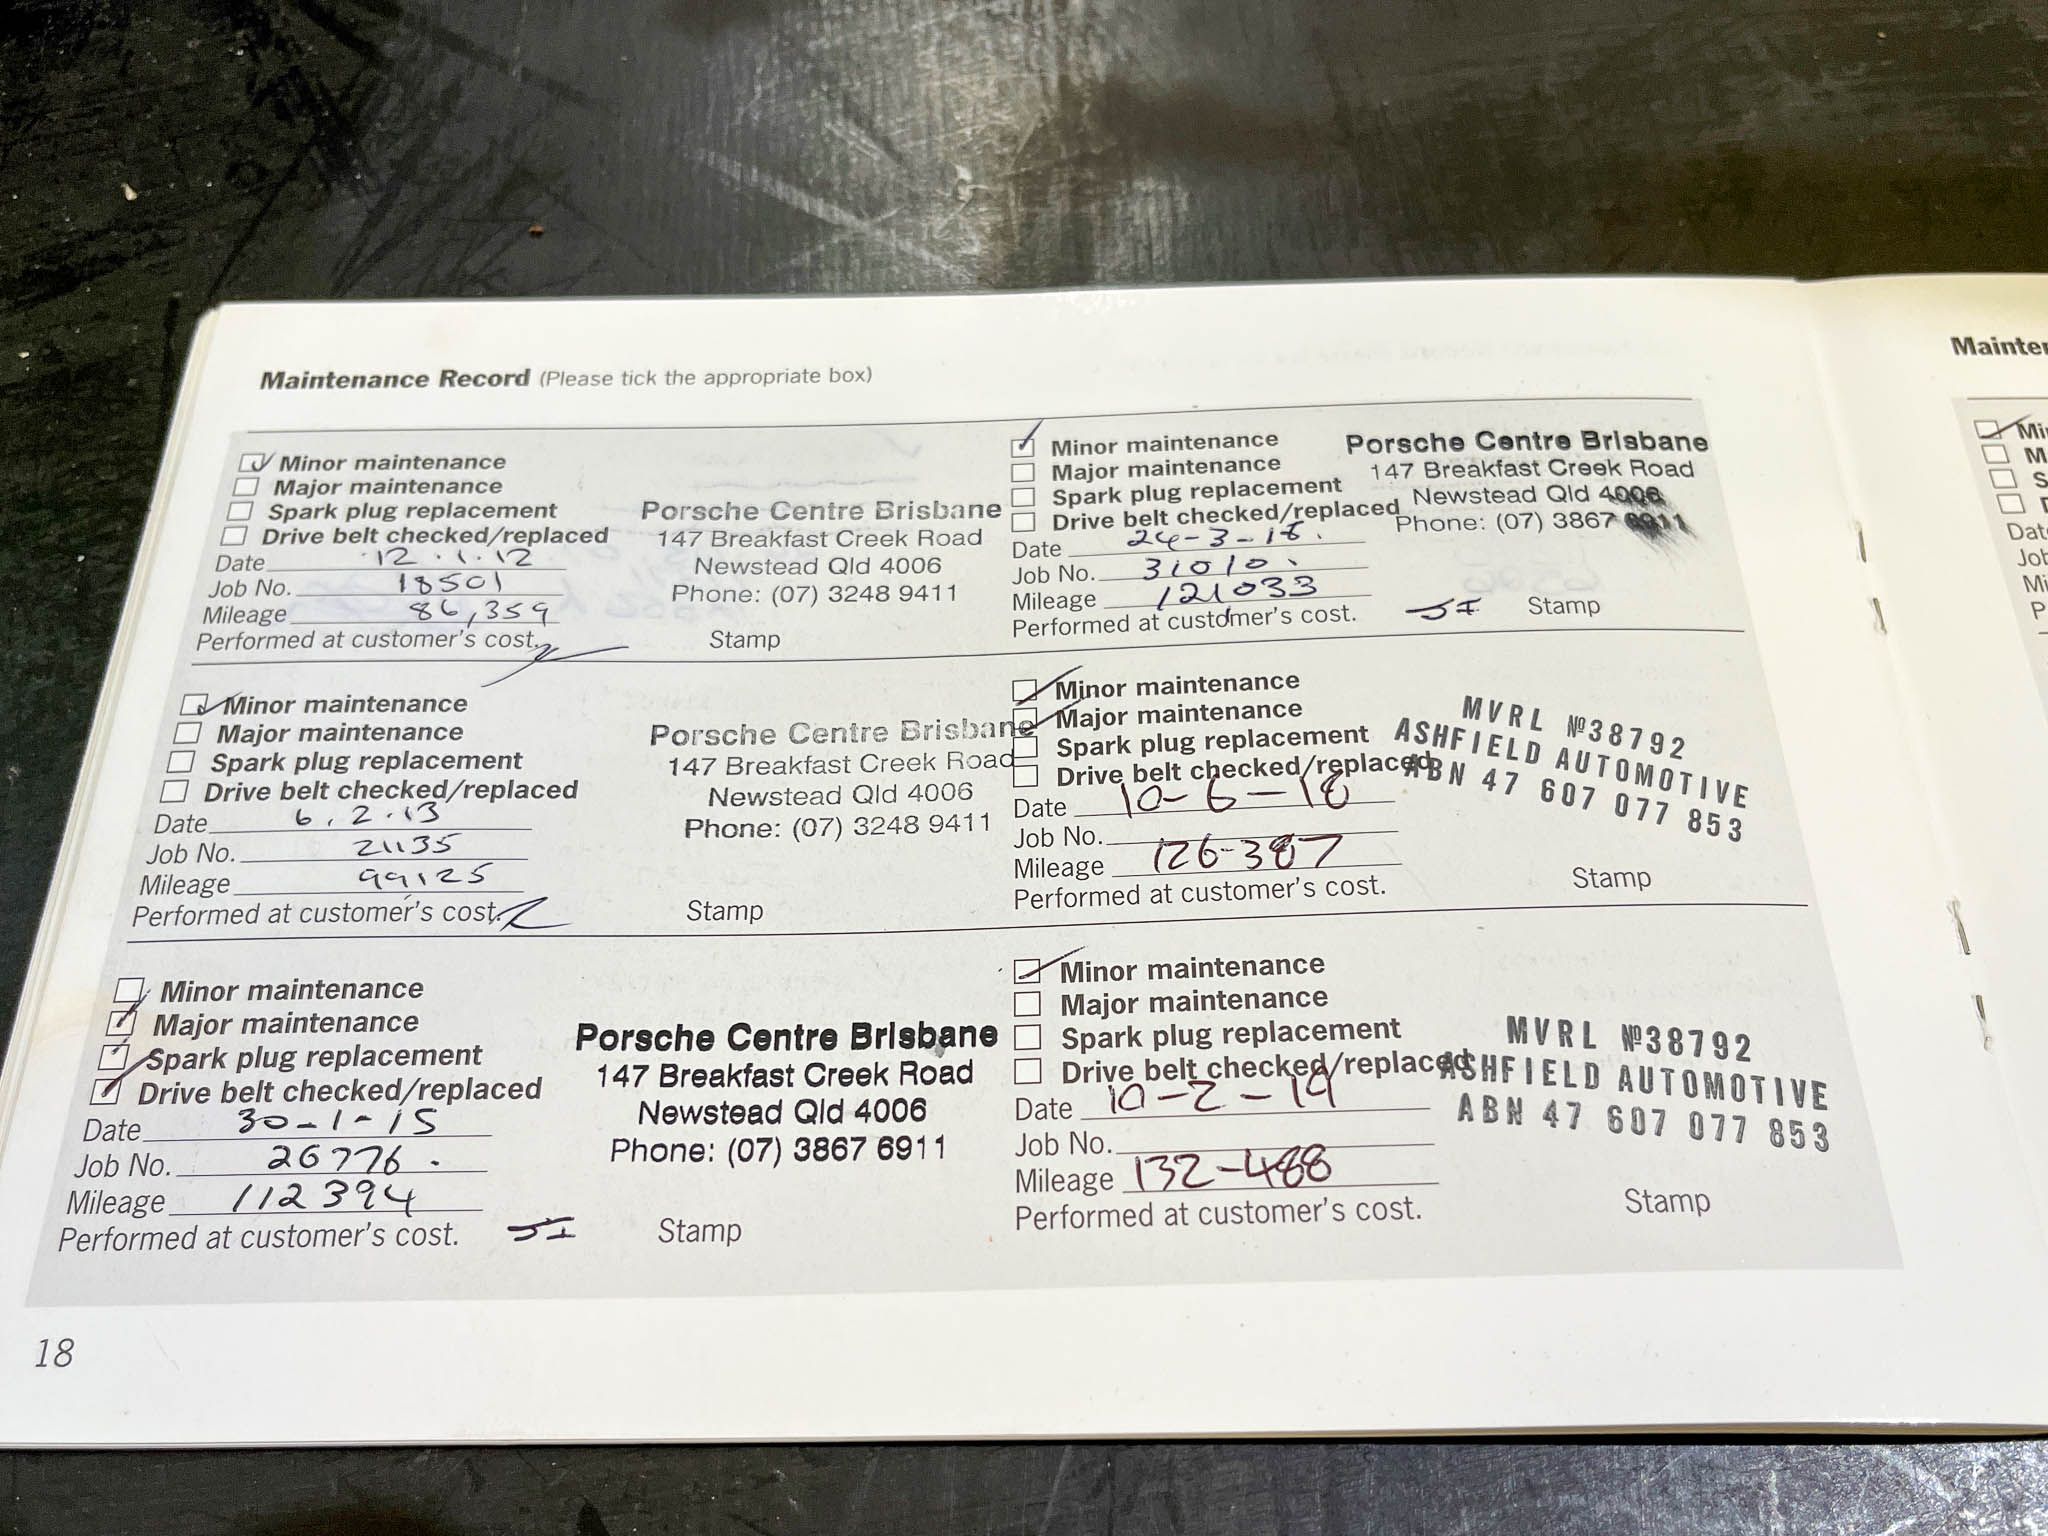 Maintenance Record (Please tick the appropriate box)
Minor maintenance
Major maintenance
Spark plug replacement
Drive belt checked/replaced
Date 12.1.12
Job No. 18501
Mileage 86,359
Performed at customer's cost.
Porsche Centre Brisbane
147 Breakfast Creek Road
Newstead Qld 4006
Phone: (07) 3248 9411
Stamp
Minor maintenance
Major maintenance
Spark plug replacement
Drive belt checked/replaced
Date 6.2.13
Job No. 21135
Mileage 99125
Performed at customer's cost.
Porsche Centre Brisbane
147 Breakfast Creek Road
Newstead Qld 4006
Phone: (07) 3248 9411
Stamp
Minor maintenance
Major maintenance
Spark plug replacement
Drive belt checked/replaced
Date 30-1-15
Job No. 26776.
Mileage 112394
Performed at customer's cost.
Porsche Centre Brisbane
147 Breakfast Creek Road
Newstead Qld 4006
Phone: (07) 3867 6911
Stamp
Minor maintenance
Major maintenance
Spark plug replacement
Drive belt checked/replaced
Date
Job No. 31010.
Mileage 121033
Performed at customer's cost.
Porsche Centre Brisbane
147 Breakfast Creek Road
Newstead Qld 4006
Phone: (07) 3867 6911
Stamp
Minor maintenance
Major maintenance
Spark plug replacement
Drive belt checked/replaced
Date 10-6-18
Job No.
Mileage 126-387
Performed at customer's cost.
MVRL №38792
ASHFIELD AUTOMOTIVE
ABN 47 607 077 853
Stamp
Minor maintenance
Major maintenance
Spark plug replacement
Drive belt checked/replaced
Date 10-2-19
Job No.
Mileage 132-488
Performed at customer's cost.
MVRL №38792
ASHFIELD AUTOMOTIVE
ABN 47 607 077 853
Stamp
18